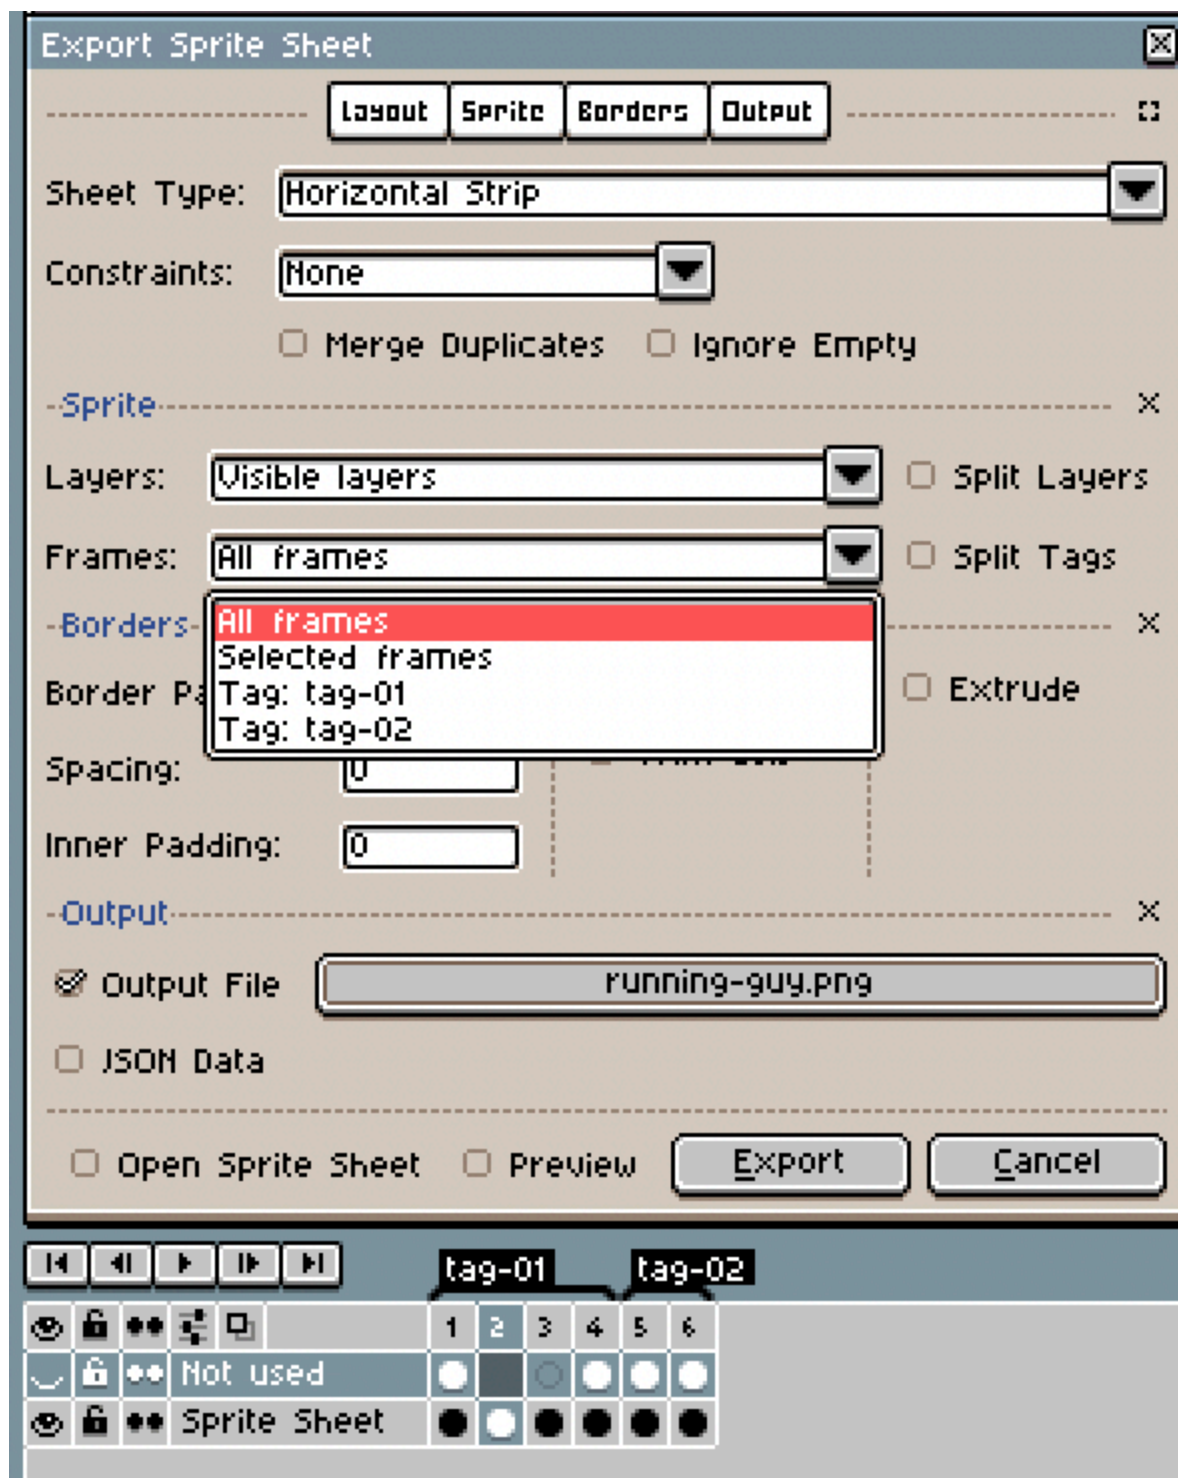 Export Sprite Sheet
Layout Sprite Borders Output
Sheet Type: Horizontal Strip
Constraints: None
Merge Duplicates Ignore Empty
Sprite
Layers: Visible layers Split Layers
Frames: All frames Split Tags
All frames
Borders
Selected frames
Border Pa Extrude
Tag: tag-01
Tag: tag-02
Spacing: 0
Inner Padding: 0
Output
Output File running-guy.png
JSON Data
Open Sprite Sheet Preview Export Cancel
tag-01 tag-02
1 2 3 4 5 6
Not used
Sprite Sheet